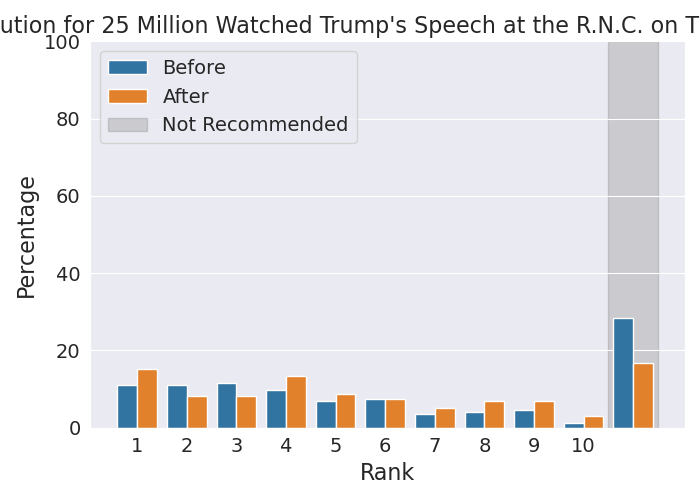 ution for 25 Million Watched Trump's Speech at the R.N.C. on T
100
80
60
40
20
0
Percentage
Before
After
Not Recommended
1 2 3 4 5 6 7 8 9 10
Rank